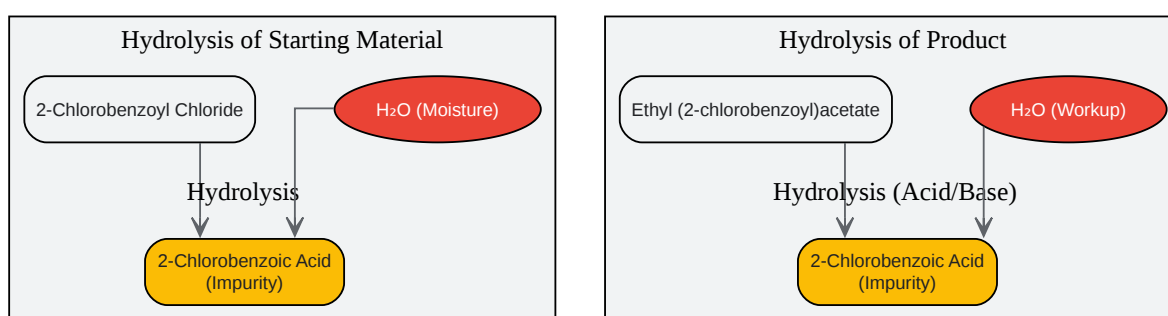 Hydrolysis of Starting Material
2-Chlorobenzoyl Chloride
H₂O (Moisture)
Hydrolysis
2-Chlorobenzoic Acid
(Impurity)
Hydrolysis of Product
Ethyl (2-chlorobenzoyl)acetate
H₂O (Workup)
Hydrolysis (Acid/Base)
2-Chlorobenzoic Acid
(Impurity)